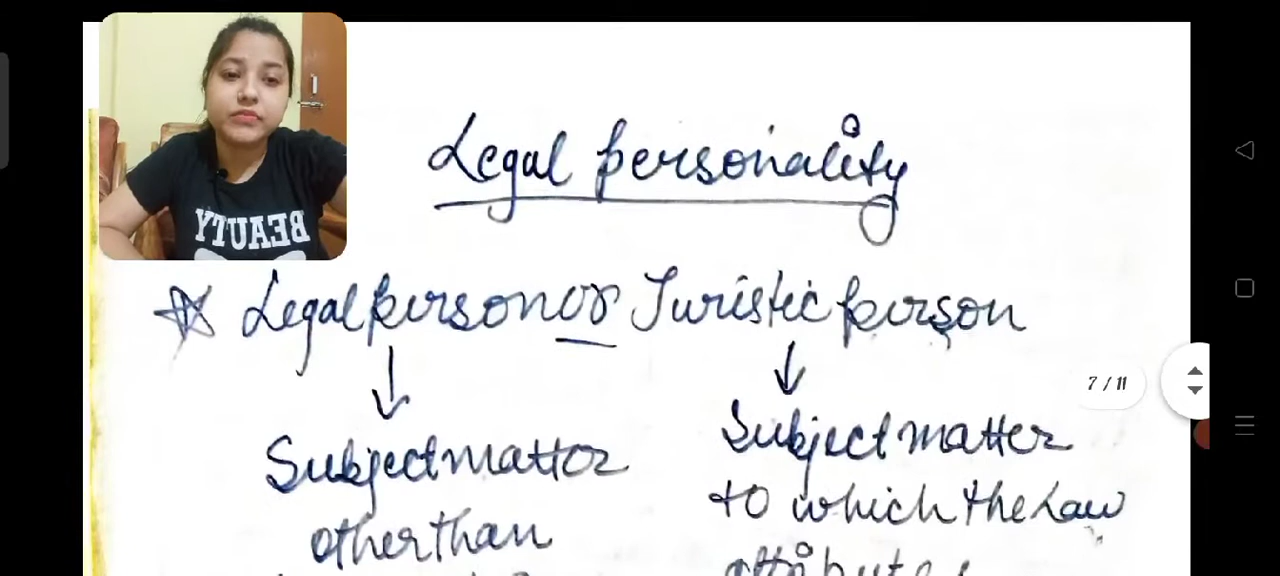 BEAUTY
Legal personality
Legal person or Juristic person
Subject matter
Subject matter
to which the Law
other than
attributes
7 / 11